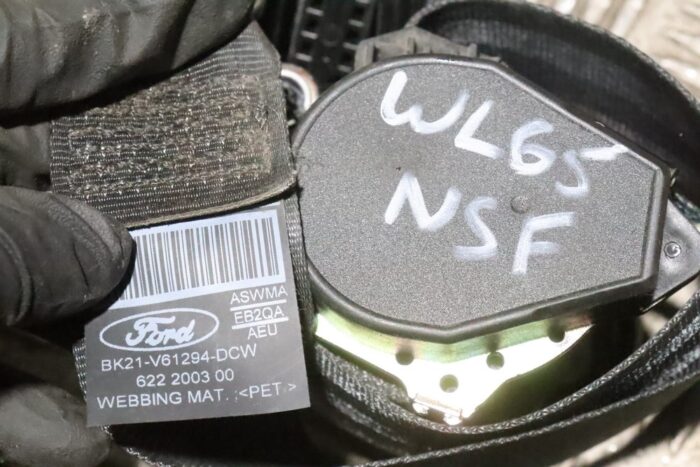 WL65
NSF
ASWMA
EB2QA
AEU
Ford
BK21-V61294-DCW
622 2003 00
WEBBING MAT. :<PET>